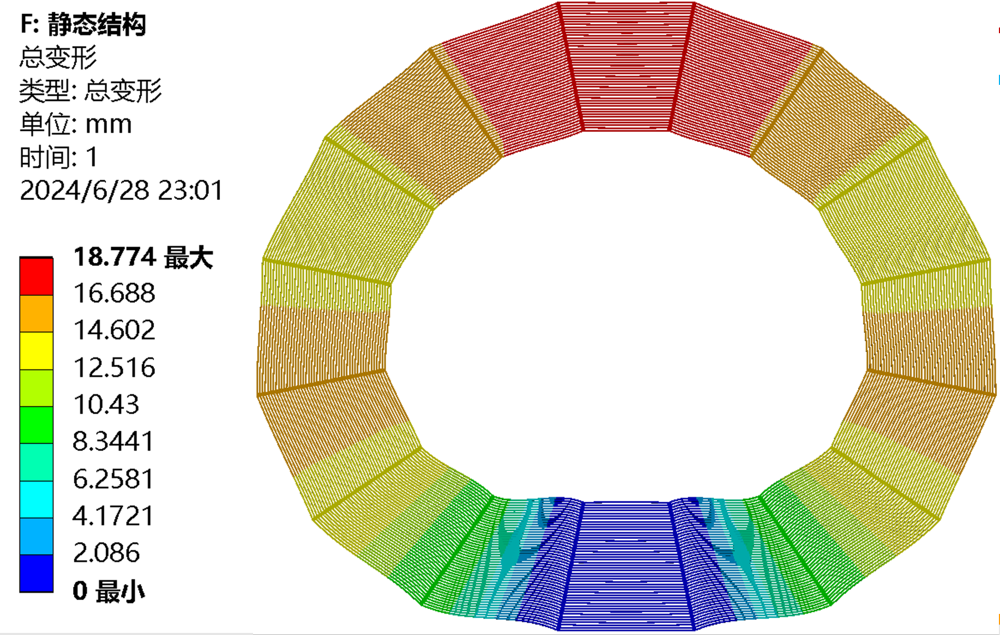 F: 静态结构
总变形
类型: 总变形
单位: mm
时间: 1
2024/6/28 23:01
18.774 最大
16.688
14.602
12.516
10.43
8.3441
6.2581
4.1721
2.086
0 最小